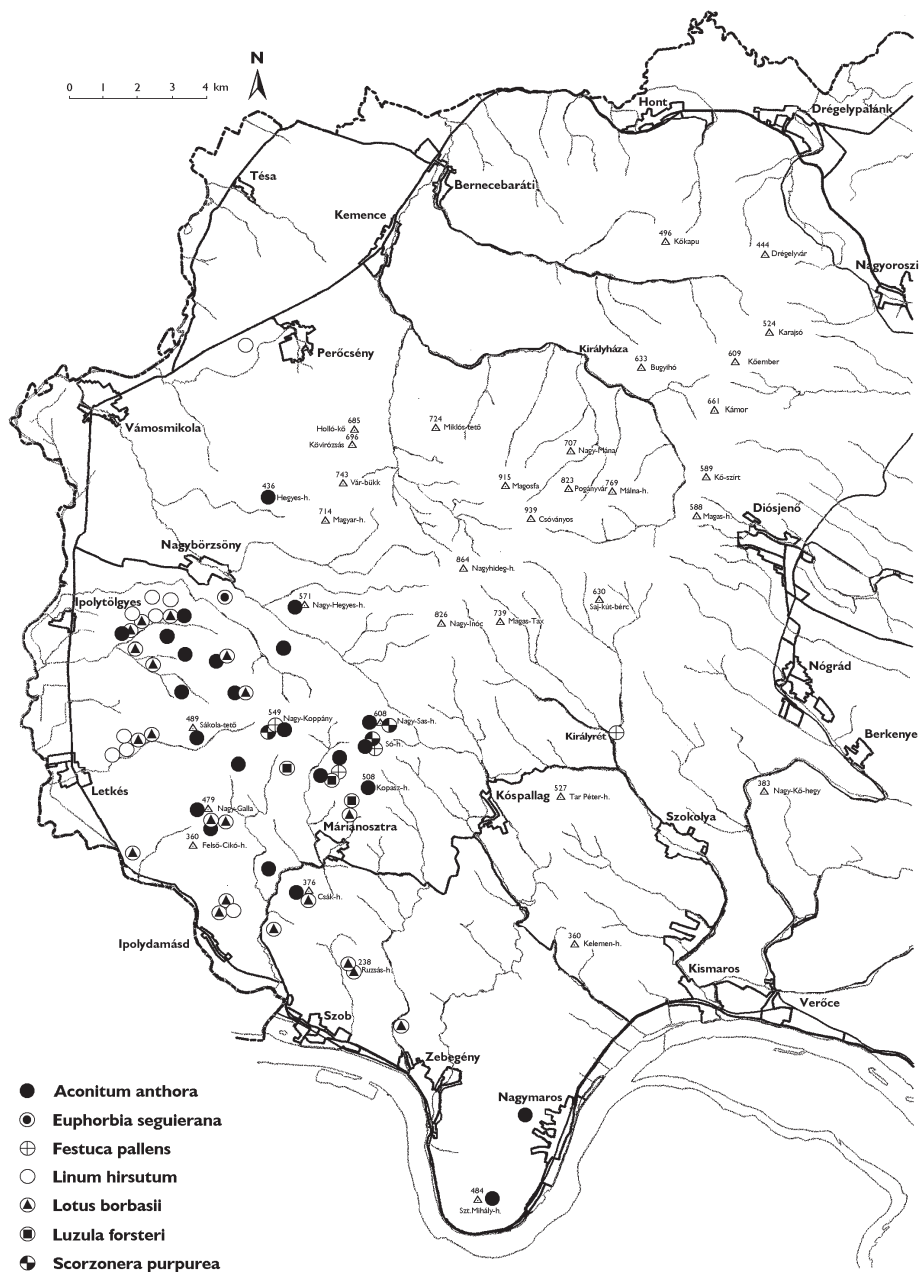 N
0 1 2 3 4 km
Hont
Drégelypalánk
Tésa
Bernecebaráti
Kemence
496
Kőkapu
444
Drégelyvár
Nagyoroszi
524
Karajsó
Perőcsény
Királyháza
633
Bugyihó
609
Kőember
661
Kámor
Vámosmikola
685
Holló-kő
696
Kövirózsás
724
Miklós-tető
707
Nagy-Mána
743
Vár-bükk
436
Hegyes-h.
915
Magosfa
823
Pogányvár
769
Málna-h.
589
Kő-szirt
714
Magyar-h.
939
Csóványos
588
Magas-h.
Diósjenő
Nagybörzsöny
864
Nagyhideg-h.
Ipolytölgyes
571
Nagy-Hegyes-h.
630
Saj-kút-bérc
826
Nagy-Inóc
739
Magas-Tax
Nógrád
489
Sákola-tető
549
Nagy-Koppány
608
Nagy-Sas-h.
Só-h.
Királyrét
Berkenye
Letkés
508
Kopasz-h.
Kóspallag
527
Tar Péter-h.
383
Nagy-Kő-hegy
479
Nagy-Galla
Márianosztra
Szokolya
360
Felső-Cikó-h.
376
Csák-h.
Ipolydamásd
360
Kelemen-h.
238
Ruzsás-h.
Kismaros
Verőce
Szob
Zebegény
Nagymaros
484
Szt.Mihály-h.
Aconitum anthora
Euphorbia seguierana
Festuca pallens
Linum hirsutum
Lotus borbasii
Luzula forsteri
Scorzonera purpurea